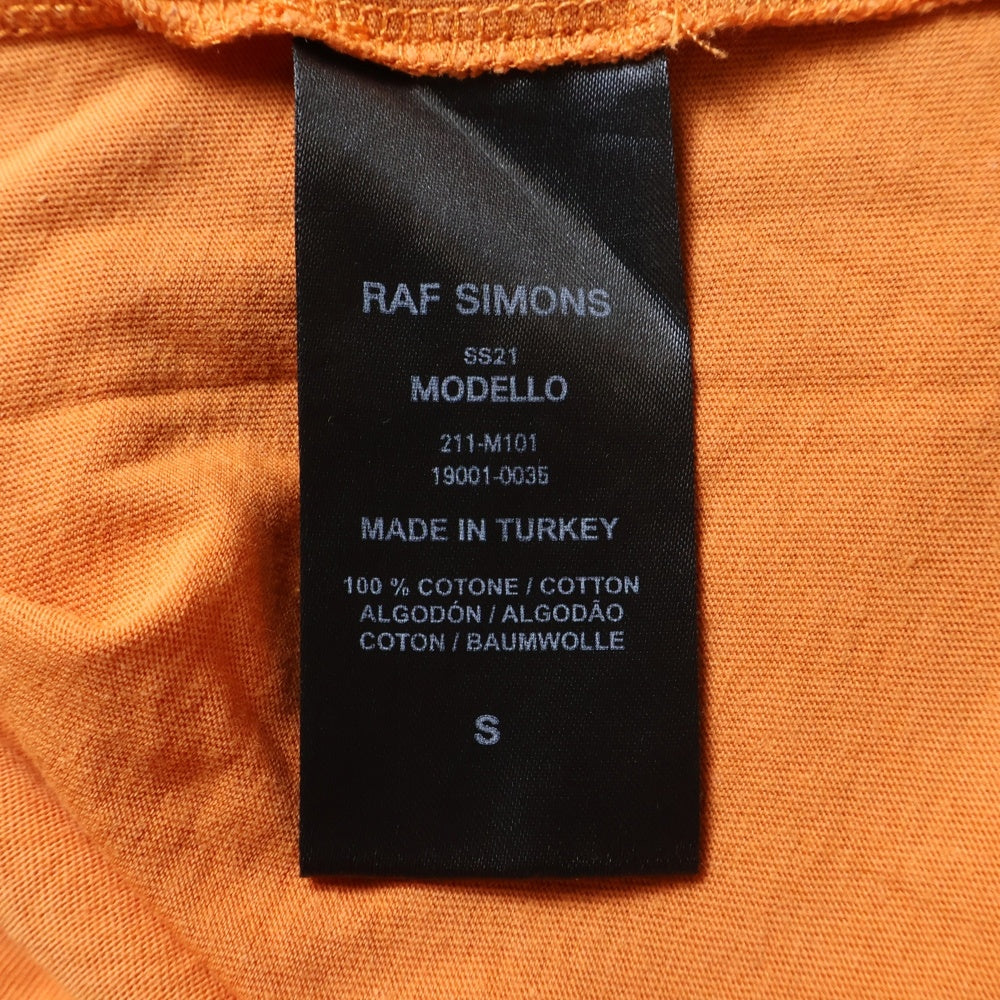 RAF SIMONS
SS21
MODELLO
211-M101
19001-0035
MADE IN TURKEY
100 % COTONE / COTTON
ALGODÓN / ALGODÃO
COTON / BAUMWOLLE
S